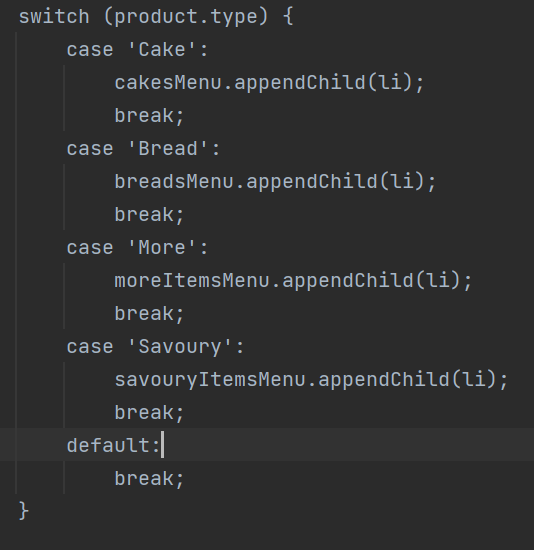 switch (product.type) {
    case 'Cake':
        cakesMenu.appendChild(li);
        break;
    case 'Bread':
        breadsMenu.appendChild(li);
        break;
    case 'More':
        moreItemsMenu.appendChild(li);
        break;
    case 'Savoury':
        savouryItemsMenu.appendChild(li);
        break;
    default:
        break;
}